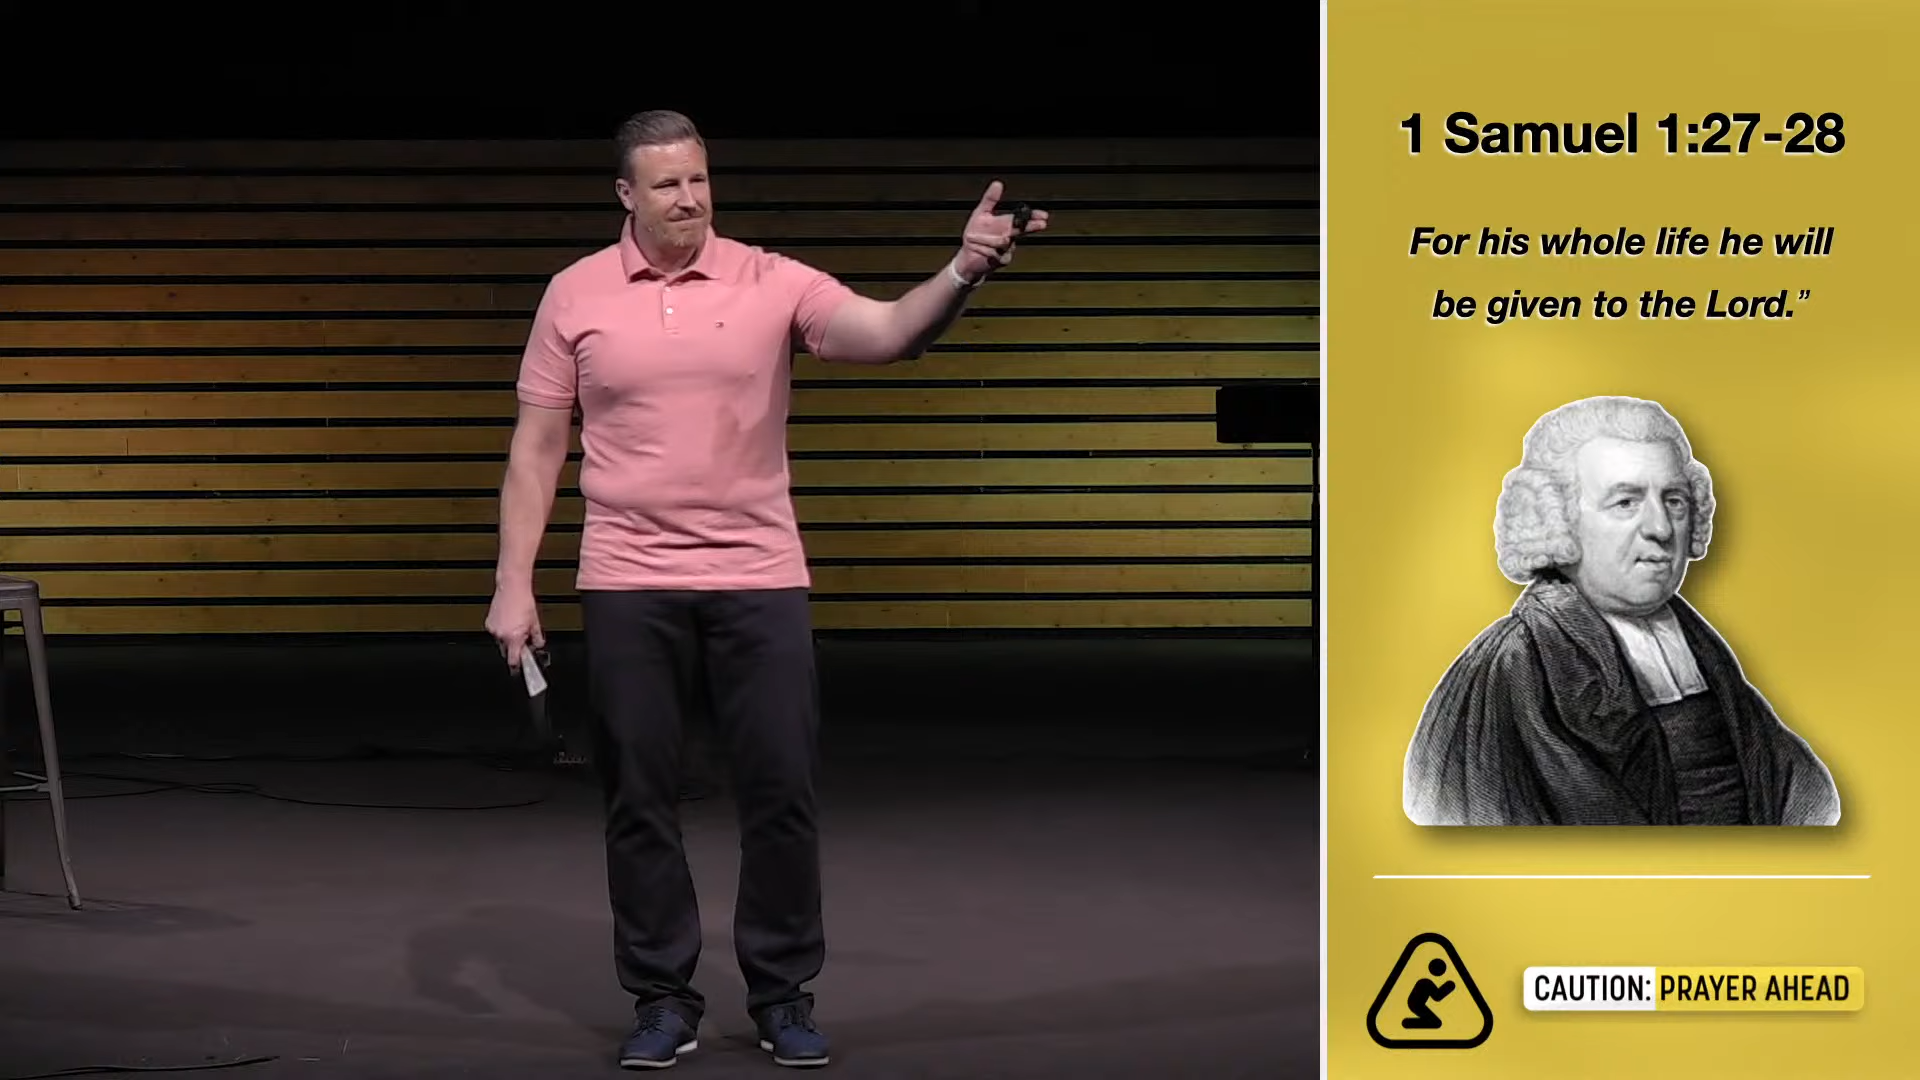 1 Samuel 1:27-28
For his whole life he will
be given to the Lord.”
CAUTION: PRAYER AHEAD